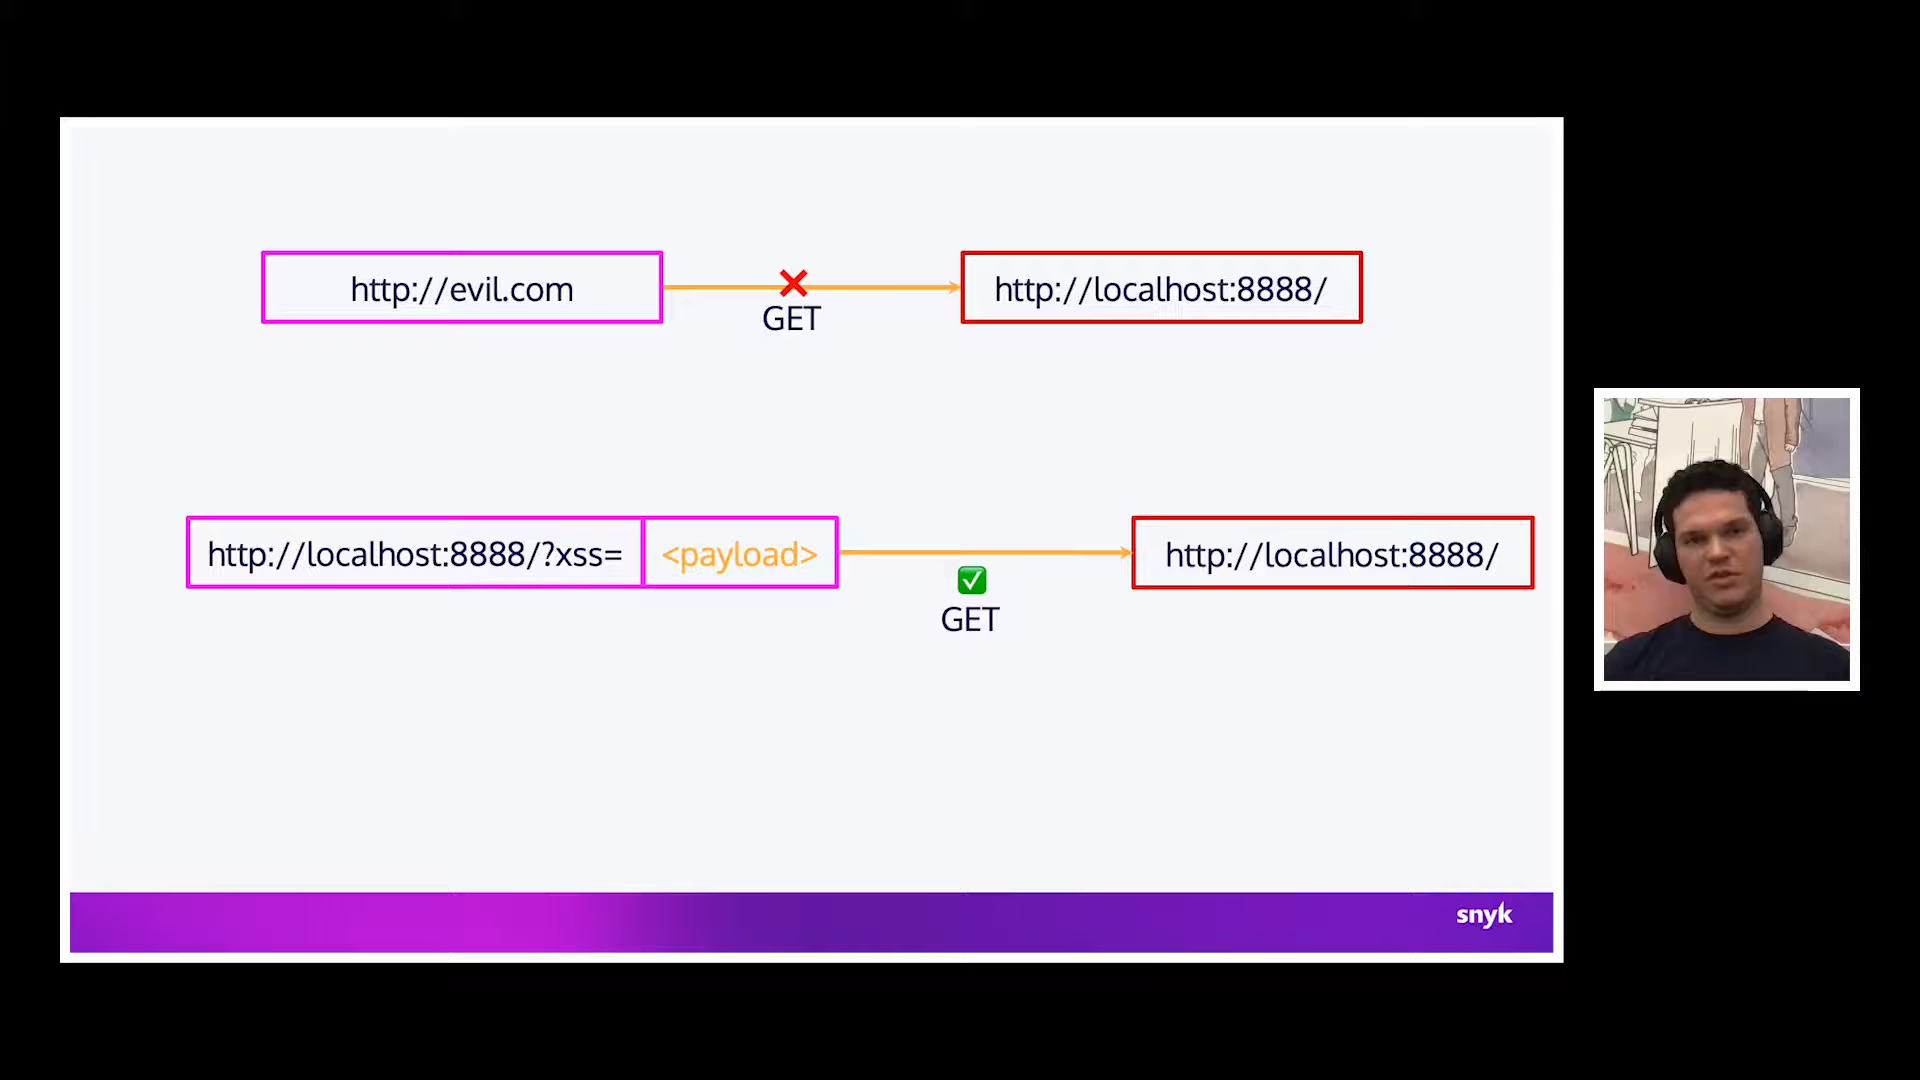 http://evil.com
GET
http://localhost:8888/
http://localhost:8888/?xss=
<payload>
GET
http://localhost:8888/
snyk